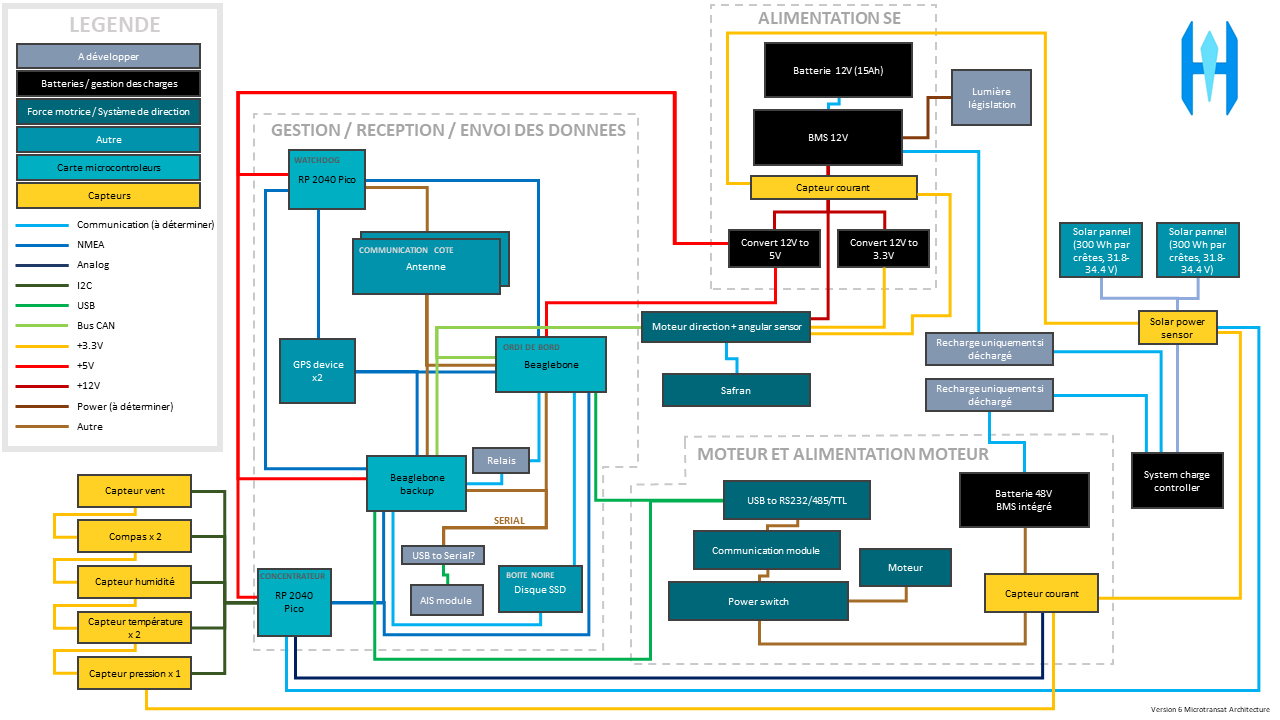 LEGENDE
A développer
Batteries / gestion des charges
Force motrice / Système de direction
Autre
Carte microcontroleurs
Capteurs
Communication (à déterminer)
NMEA
Analog
I2C
USB
Bus CAN
+3.3V
+5V
+12V
Power (à déterminer)
Autre
ALIMENTATION SE
Batterie 12V (15Ah)
BMS 12V
Lumière
législation
Capteur courant
Convert 12V to
5V
Convert 12V to
3.3V
GESTION / RECEPTION / ENVOI DES DONNEES
WATCHDOG
RP 2040 Pico
COMMUNICATION COTE
Antenne
GPS device
x2
ORDI DE BORD
Beaglebone
Beaglebone
backup
Relais
SERIAL
USB to Serial?
AIS module
BOITE NOIRE
Disque SSD
CONCENTRATEUR
RP 2040
Pico
Moteur direction + angular sensor
Safran
Solar pannel
(300 Wh par
crêtes, 31.8-
34.4 V)
Solar pannel
(300 Wh par
crêtes, 31.8-
34.4 V)
Solar power
sensor
Recharge uniquement si
déchargé
Recharge uniquement si
déchargé
System charge
controller
MOTEUR ET ALIMENTATION MOTEUR
USB to RS232/485/TTL
Communication module
Power switch
Moteur
Batterie 48V
BMS intégré
Capteur courant
Capteur vent
Compas x 2
Capteur humidité
Capteur température
x 2
Capteur pression x 1
Version 6 Microtransat Architecture